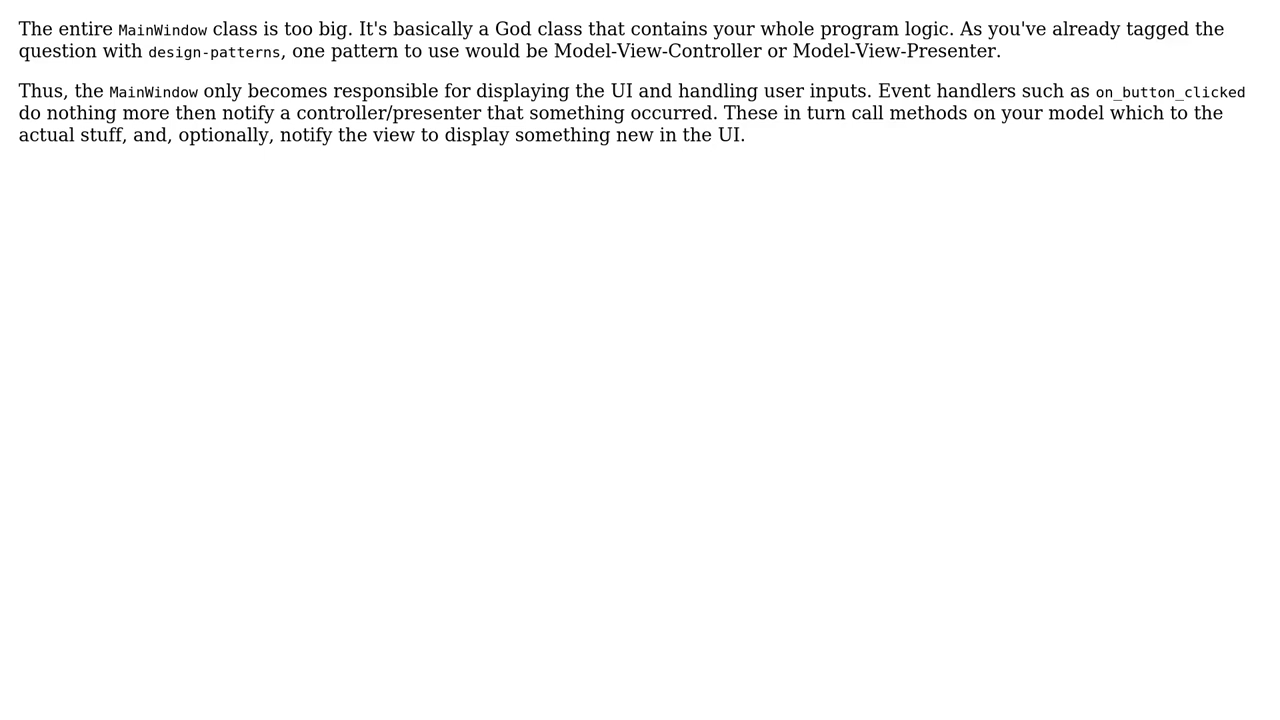 The entire MainWindow class is too big. It's basically a God class that contains your whole program logic. As you've already tagged the
question with design-patterns, one pattern to use would be Model-View-Controller or Model-View-Presenter.
Thus, the MainWindow only becomes responsible for displaying the UI and handling user inputs. Event handlers such as on_button_clicked
do nothing more then notify a controller/presenter that something occurred. These in turn call methods on your model which to the
actual stuff, and, optionally, notify the view to display something new in the UI.